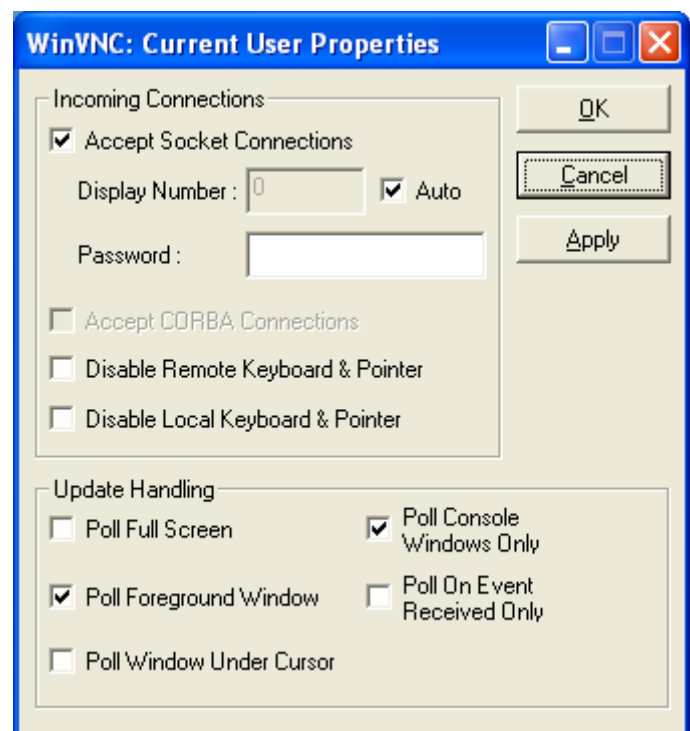 WinVNC: Current User Properties
Incoming Connections
OK
Accept Socket Connections
Cancel
Display Number : 0 Auto
Apply
Password :
Accept CORBA Connections
Disable Remote Keyboard & Pointer
Disable Local Keyboard & Pointer
Update Handling
Poll Full Screen
Poll Console
Windows Only
Poll Foreground Window
Poll On Event
Received Only
Poll Window Under Cursor